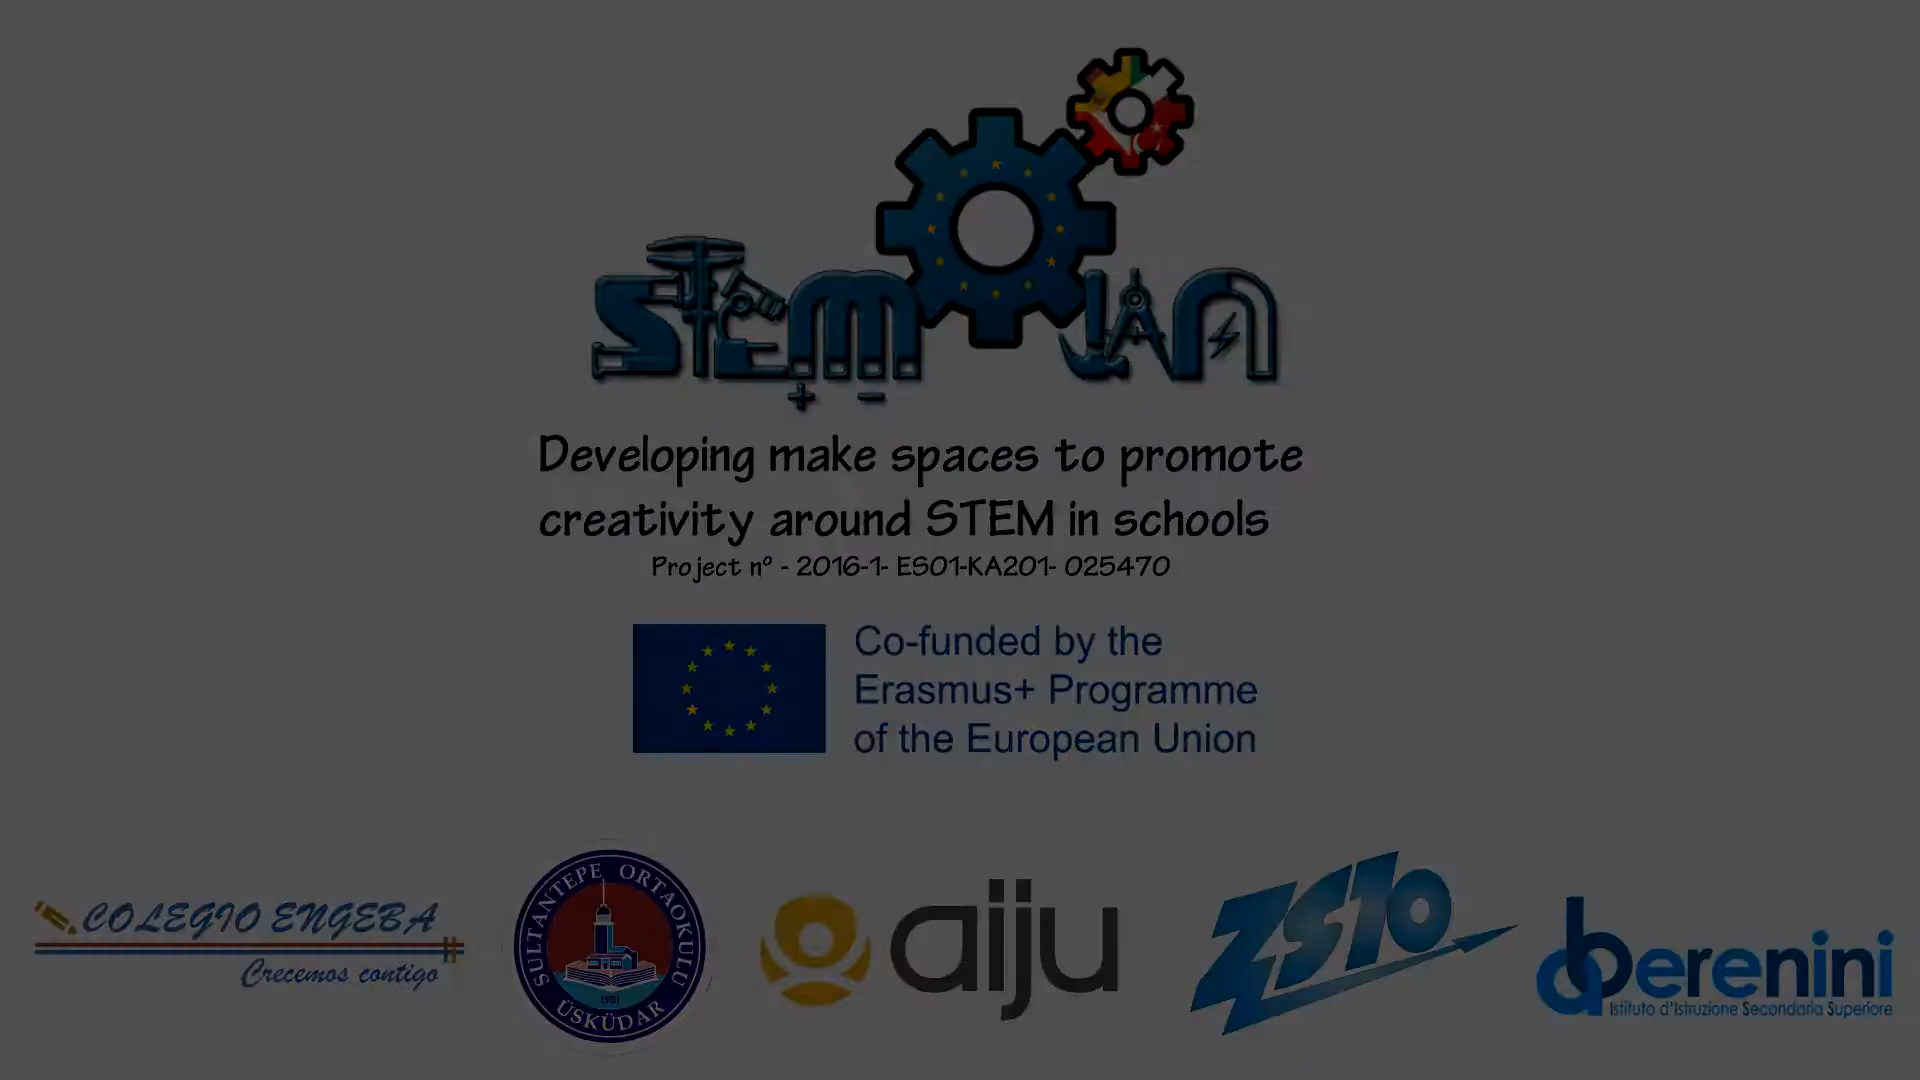 STEM JAM
Developing make spaces to promote
creativity around STEM in schools
Project nº - 2016-1- ES01-KA201- 025470
Co-funded by the
Erasmus+ Programme
of the European Union
COLEGIO ENGEBA
Crecemos contigo
SULTANTEPE ORTAOKULU
ÜSKÜDAR
aiju
ZS10
berenini
Istituto d'Istruzione Secondaria Superiore